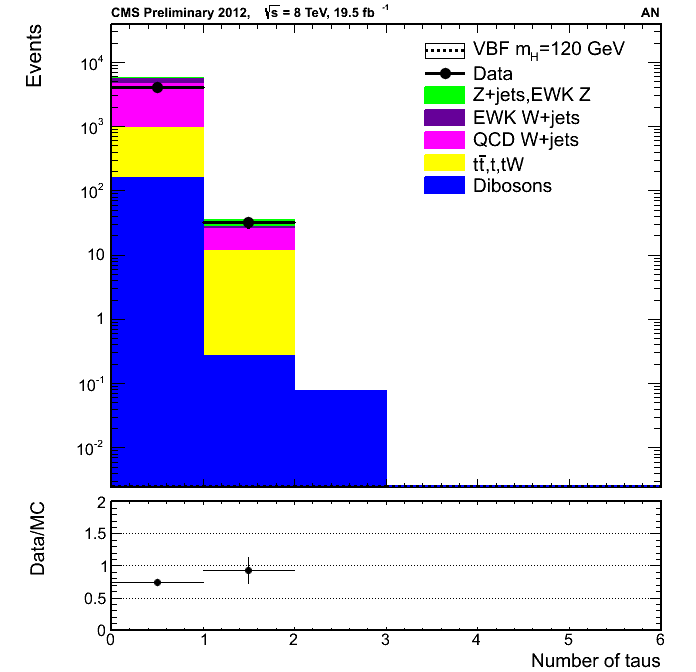 CMS Preliminary 2012, √s = 8 TeV, 19.5 fb⁻¹ AN
Events
VBF m_H=120 GeV
Data
Z+jets,EWK Z
EWK W+jets
QCD W+jets
tt̄,t,tW
Dibosons
10⁴
10³
10²
10
1
10⁻¹
10⁻²
Data/MC
2
1.5
1
0.5
0
0 1 2 3 4 5 6
Number of taus